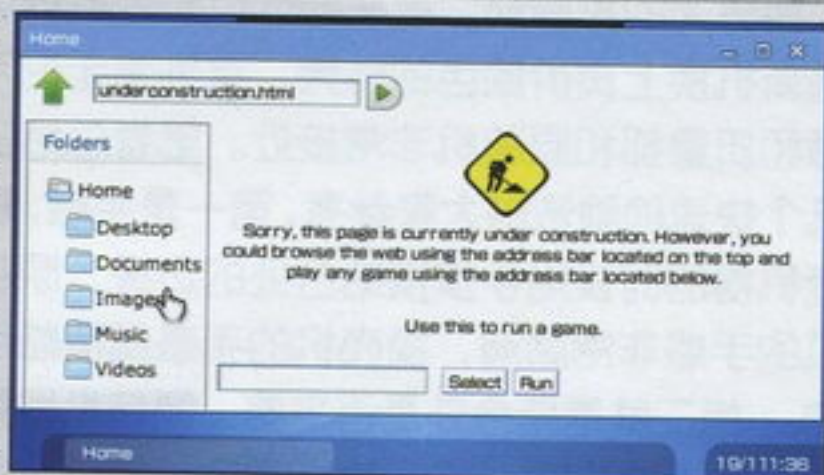 Home
underconstruction.html
Folders
Home
Desktop
Documents
Images
Music
Videos
Sorry, this page is currently under construction. However, you
could browse the web using the address bar located on the top and
play any game using the address bar located below.
Use this to run a game.
Select Run
Home
19/111:36